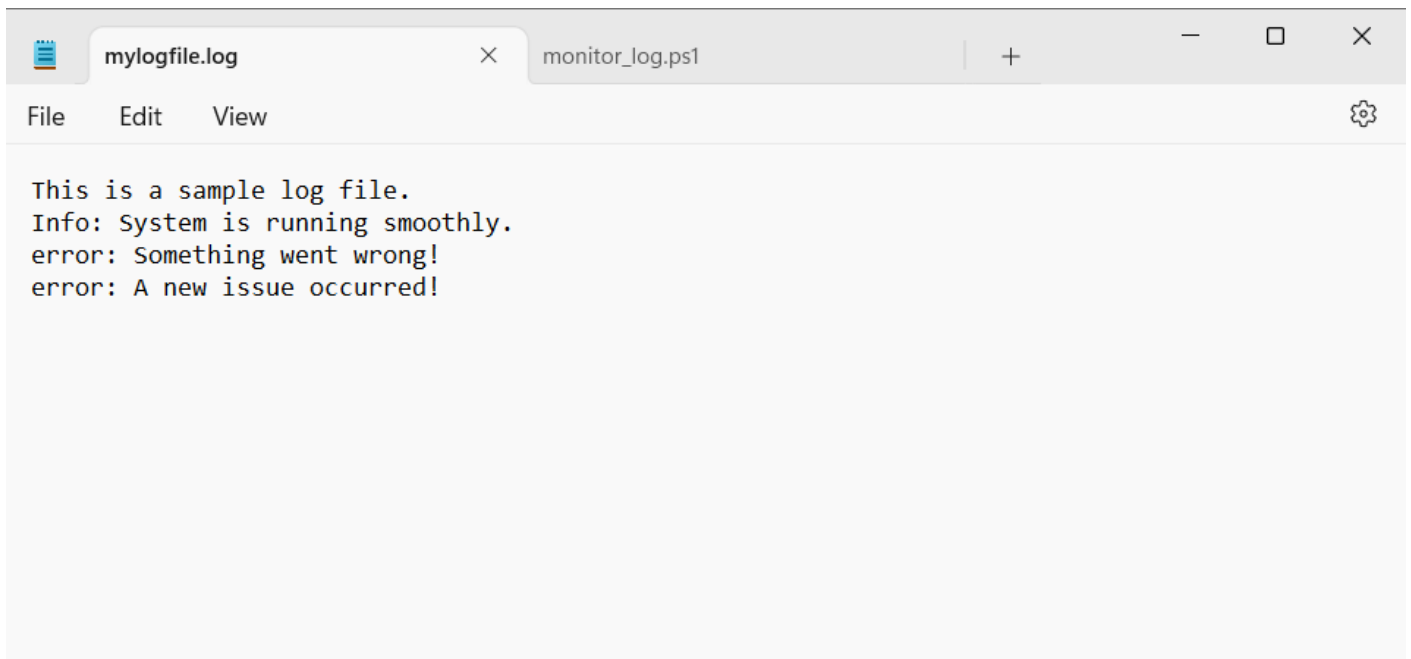 mylogfile.log monitor_log.ps1
File Edit View
This is a sample log file.
Info: System is running smoothly.
error: Something went wrong!
error: A new issue occurred!